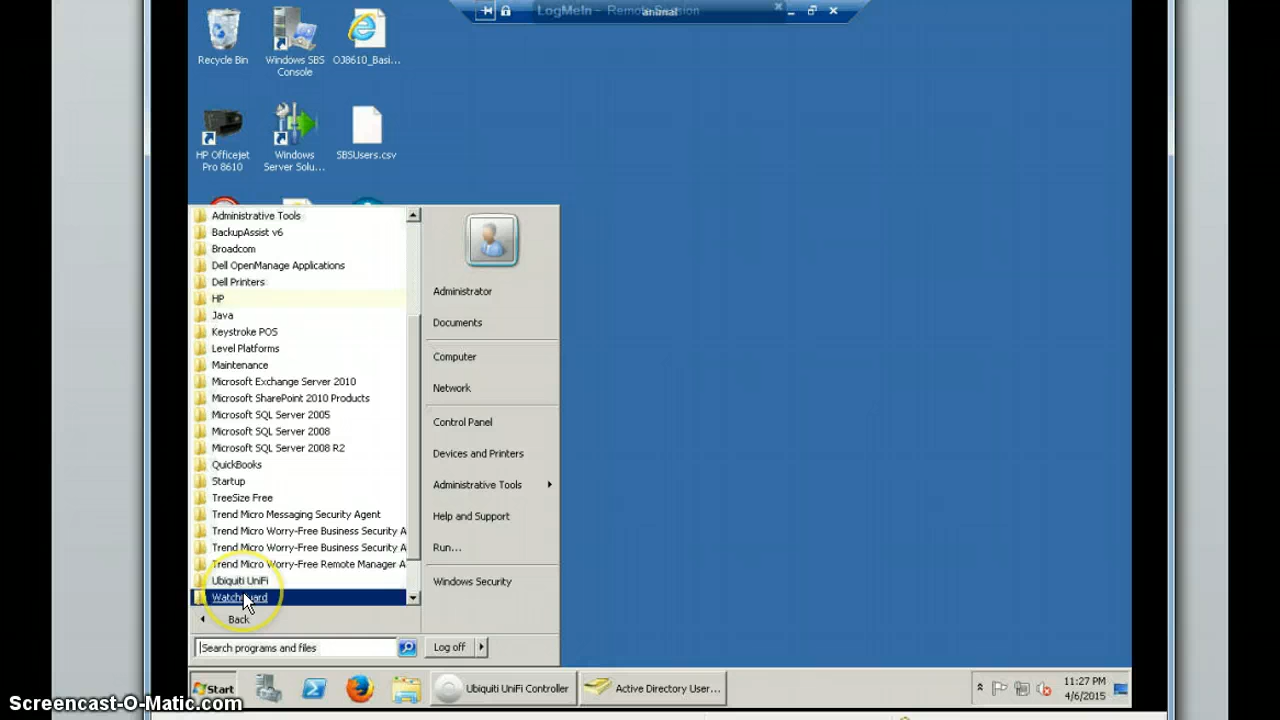 LogMeIn - Remote Session
animal
Recycle Bin
Windows SBS
Console
OJ8610_Basi...
HP Officejet
Pro 8610
Windows
Server Solu...
SBSUsers.csv
Administrative Tools
BackupAssist v6
Broadcom
Dell OpenManage Applications
Dell Printers
HP
Java
Keystroke POS
Level Platforms
Maintenance
Microsoft Exchange Server 2010
Microsoft SharePoint 2010 Products
Microsoft SQL Server 2005
Microsoft SQL Server 2008
Microsoft SQL Server 2008 R2
QuickBooks
Startup
TreeSize Free
Trend Micro Messaging Security Agent
Trend Micro Worry-Free Business Security A
Trend Micro Worry-Free Business Security A
Trend Micro Worry-Free Remote Manager A
Ubiquiti UniFi
WatchGuard
Back
Search programs and files
Administrator
Documents
Computer
Network
Control Panel
Devices and Printers
Administrative Tools
Help and Support
Run...
Windows Security
Log off
Start
Ubiquiti UniFi Controller
Active Directory User...
11:27 PM
4/6/2015
Screencast-O-Matic.com